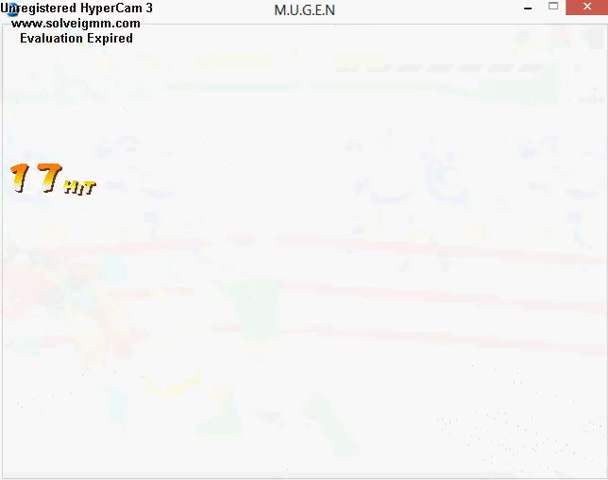 Unregistered HyperCam 3
www.solveigmm.com
Evaluation Expired
M.U.G.E.N
17 HIT